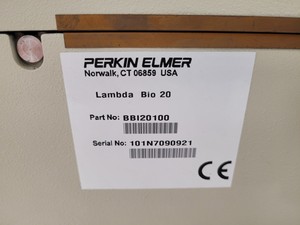 PERKIN ELMER
Norwalk, CT 06859 USA
Lambda Bio 20
Part No: BBI20100
Serial No: 101N7090921
CE